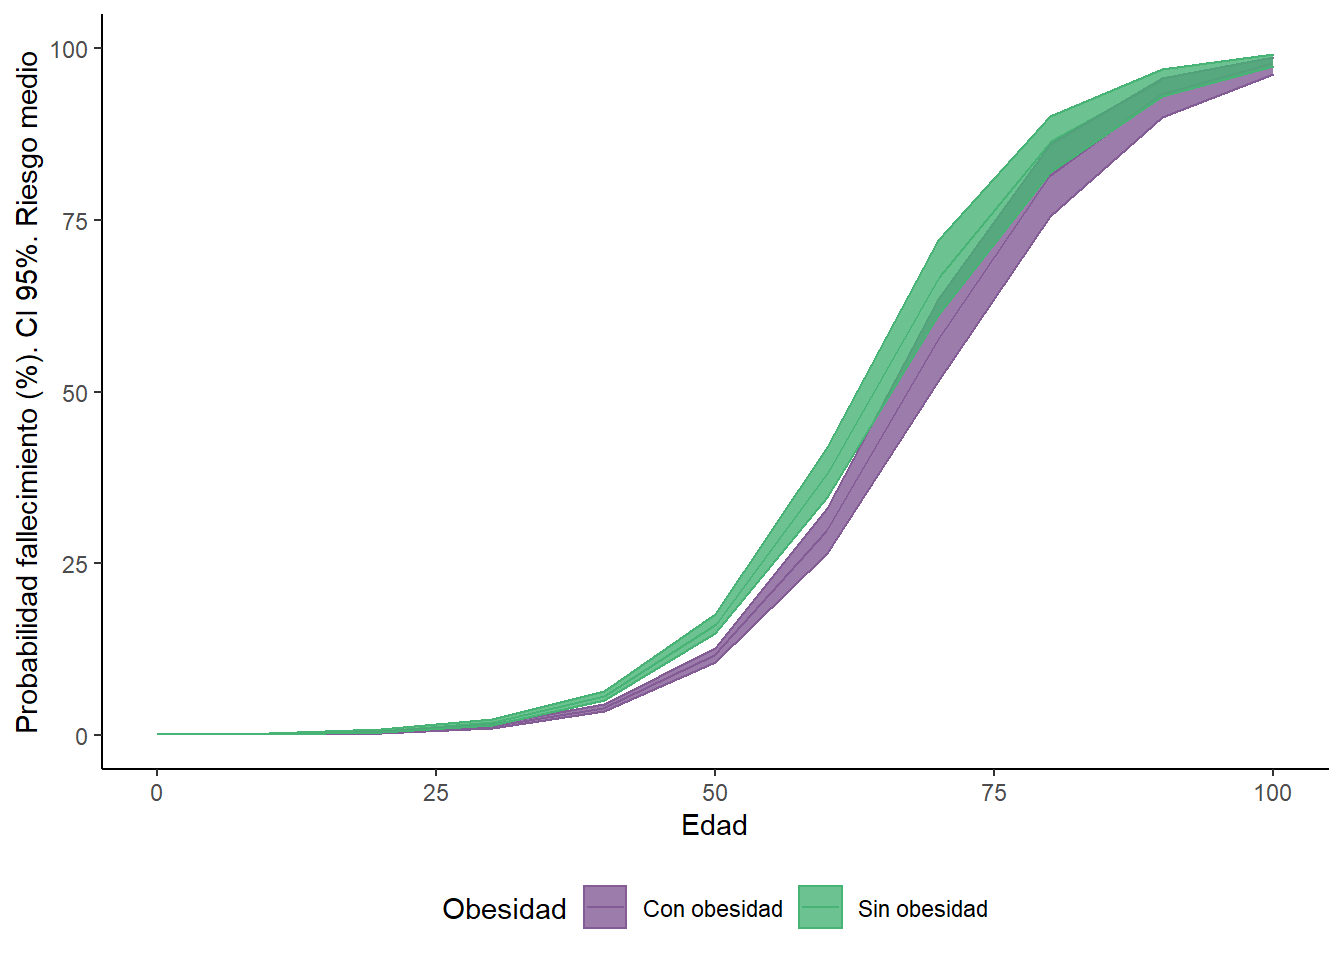 Probabilidad fallecimiento (%). CI 95%. Riesgo medio
100
75
50
25
0
0 25 50 75 100
Edad
Obesidad Con obesidad Sin obesidad